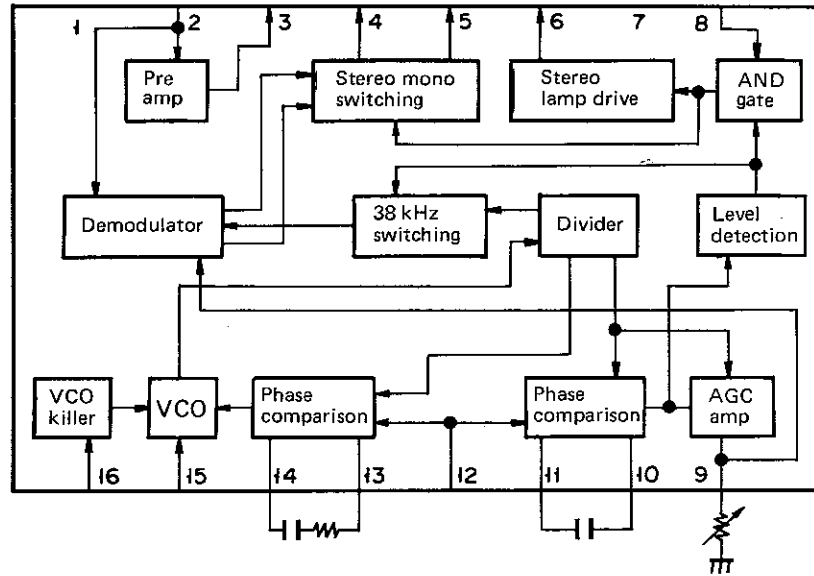 1 2 3 4 5 6 7 8
Pre
amp
Stereo mono
switching
Stereo
lamp drive
AND
gate
Demodulator
38 kHz
switching
Divider
Level
detection
VCO
killer
VCO
Phase
comparison
Phase
comparison
AGC
amp
16 15 14 13 12 11 10 9